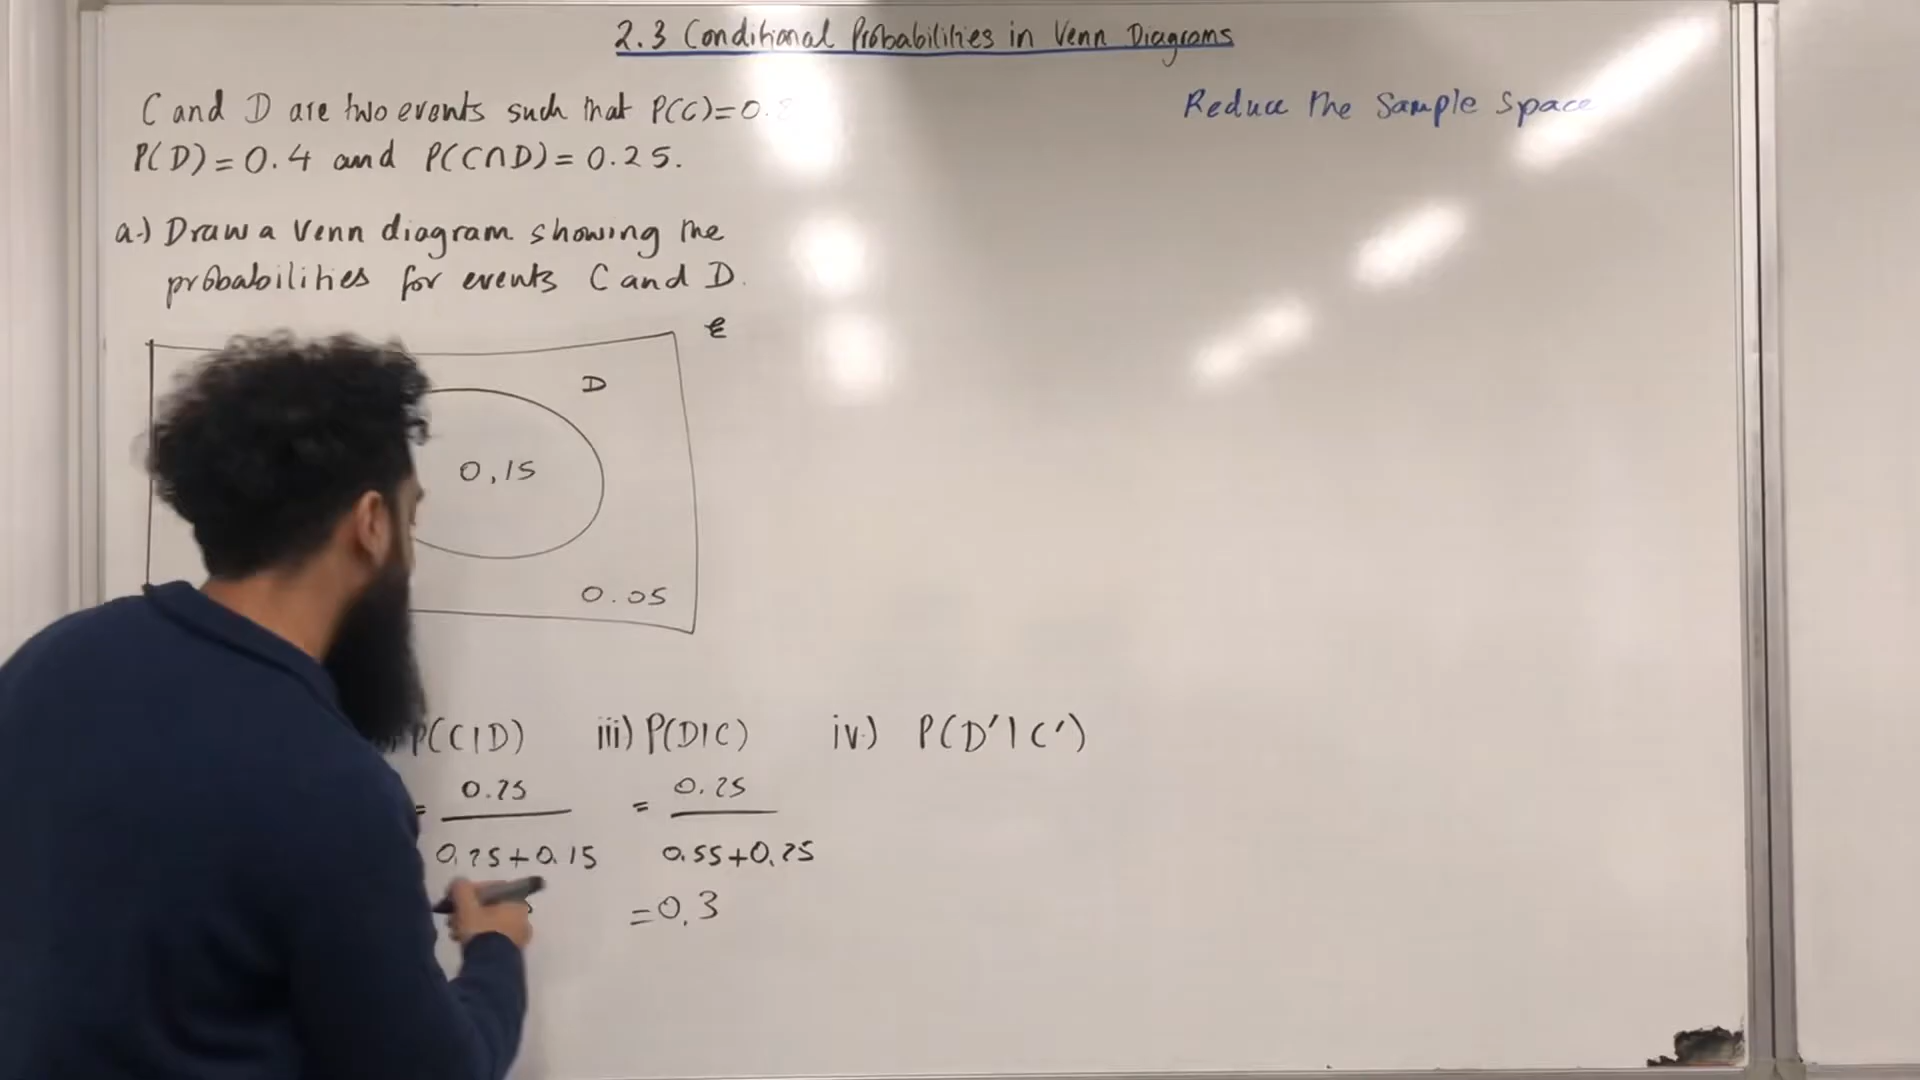 2.3 Conditional Probabilities in Venn Diagrams
C and D are two events such that P(C)=0.8
P(D)=0.4 and P(C∩D)=0.25.
Reduce the Sample Space
a.) Draw a Venn diagram showing the
probabilities for events C and D.
ξ
D
0.15
0.05
P(C|D)
iii) P(D|C)
iv.) P(D'|C')
= 0.25
0.25+0.15
= 0.25
0.55+0.25
=0.3